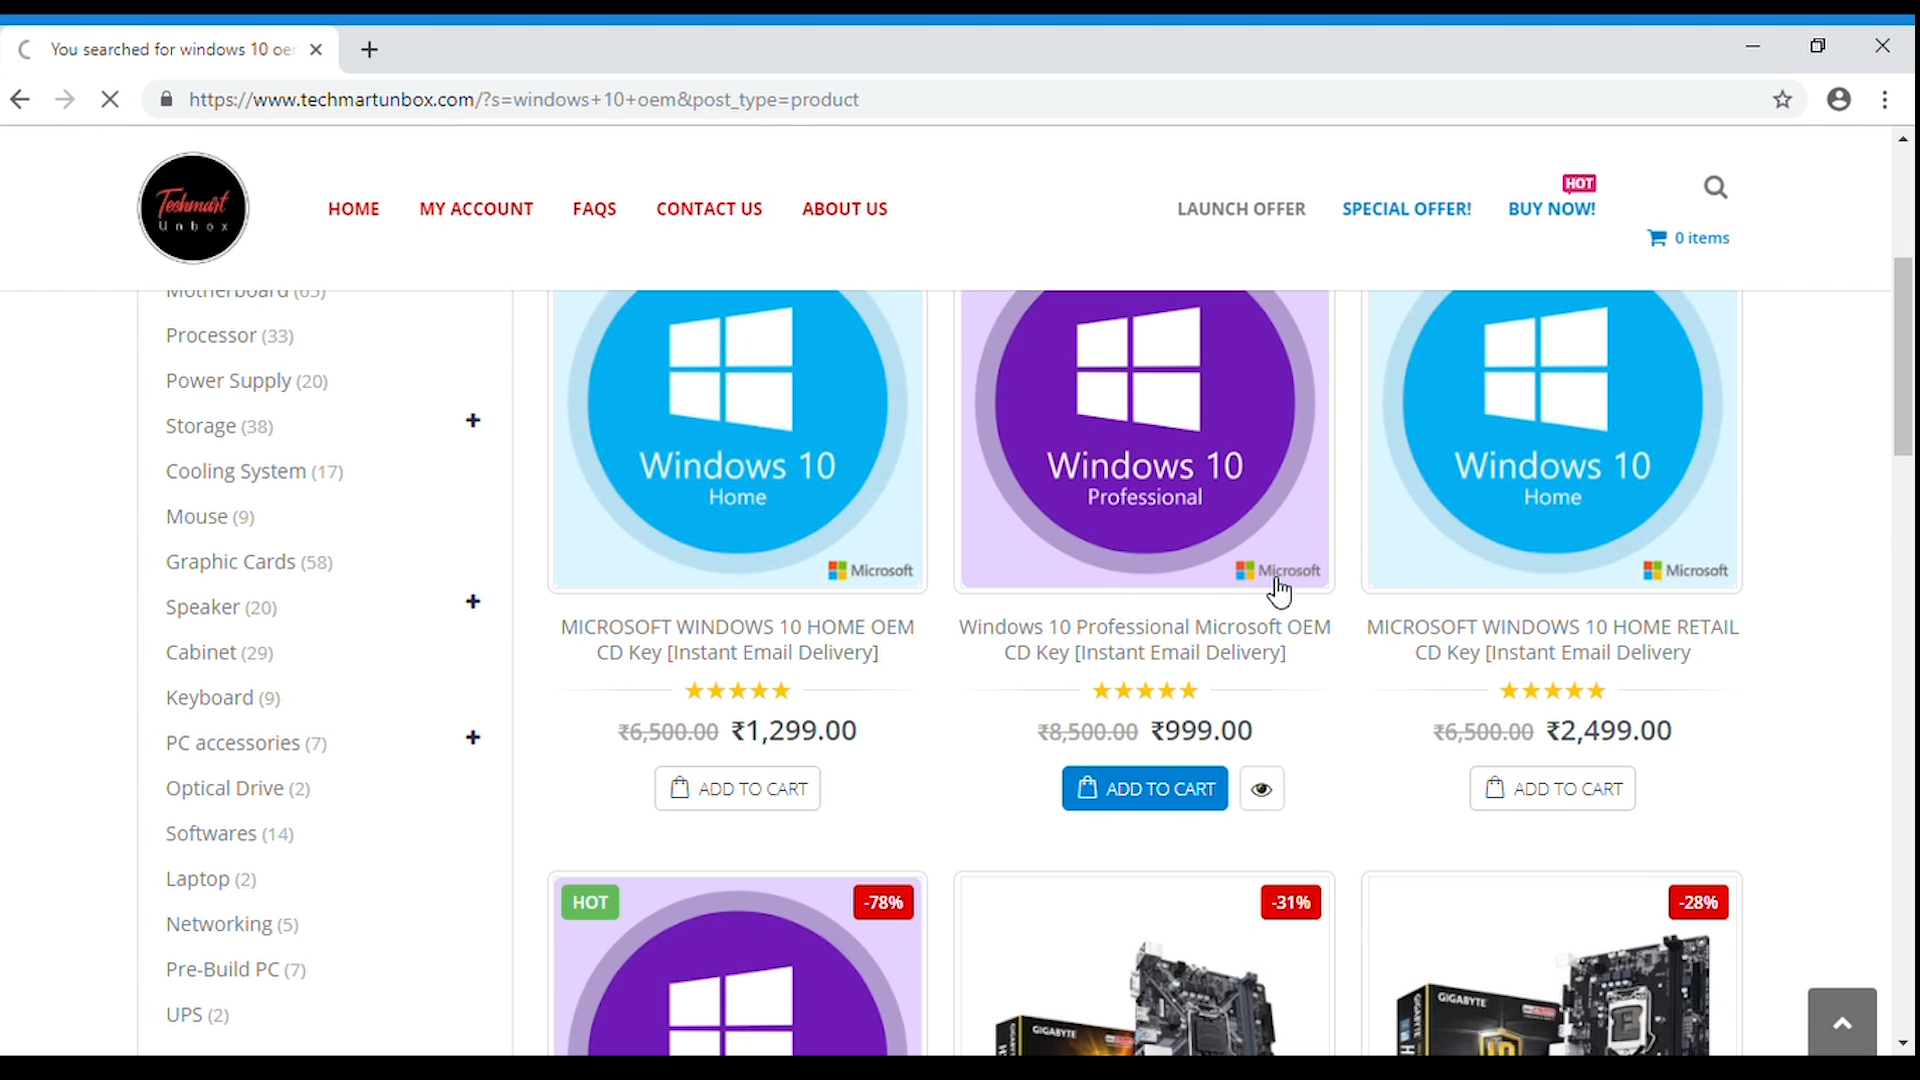 You searched for windows 10 oe
https://www.techmartunbox.com/?s=windows+10+oem&post_type=product
Techmart
Unbox
HOME
MY ACCOUNT
FAQS
CONTACT US
ABOUT US
LAUNCH OFFER
SPECIAL OFFER!
HOT
BUY NOW!
0 items
Motherboard (65)
Processor (33)
Power Supply (20)
Storage (38)
Cooling System (17)
Mouse (9)
Graphic Cards (58)
Speaker (20)
Cabinet (29)
Keyboard (9)
PC accessories (7)
Optical Drive (2)
Softwares (14)
Laptop (2)
Networking (5)
Pre-Build PC (7)
UPS (2)
Windows 10
Home
Microsoft
MICROSOFT WINDOWS 10 HOME OEM
CD Key [Instant Email Delivery]
₹6,500.00 ₹1,299.00
ADD TO CART
Windows 10
Professional
Microsoft
Windows 10 Professional Microsoft OEM
CD Key [Instant Email Delivery]
₹8,500.00 ₹999.00
ADD TO CART
Windows 10
Home
Microsoft
MICROSOFT WINDOWS 10 HOME RETAIL
CD Key [Instant Email Delivery
₹6,500.00 ₹2,499.00
ADD TO CART
HOT
-78%
-31%
GIGABYTE
-28%
GIGABYTE